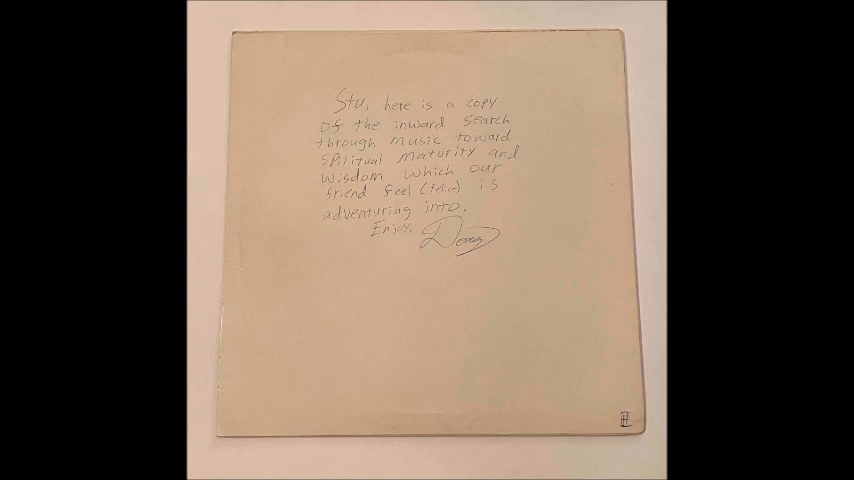 Stu, here is a copy
of the inward search
through music toward
spiritual maturity and
wisdom which our
friend feel (felice) is
adventuring into.
Enjoy.